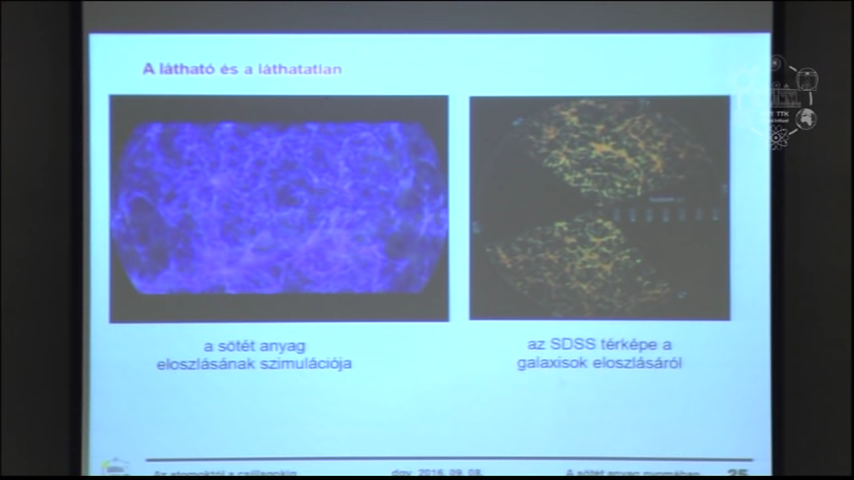 A látható és a láthatatlan
TTK
a sötét anyag
eloszlásának szimulációja
az SDSS térképe a
galaxisok eloszlásáról
Az atomoktól a csillagokig
dgy 2016. 09. 08.
A sötét anyag nyomában
25